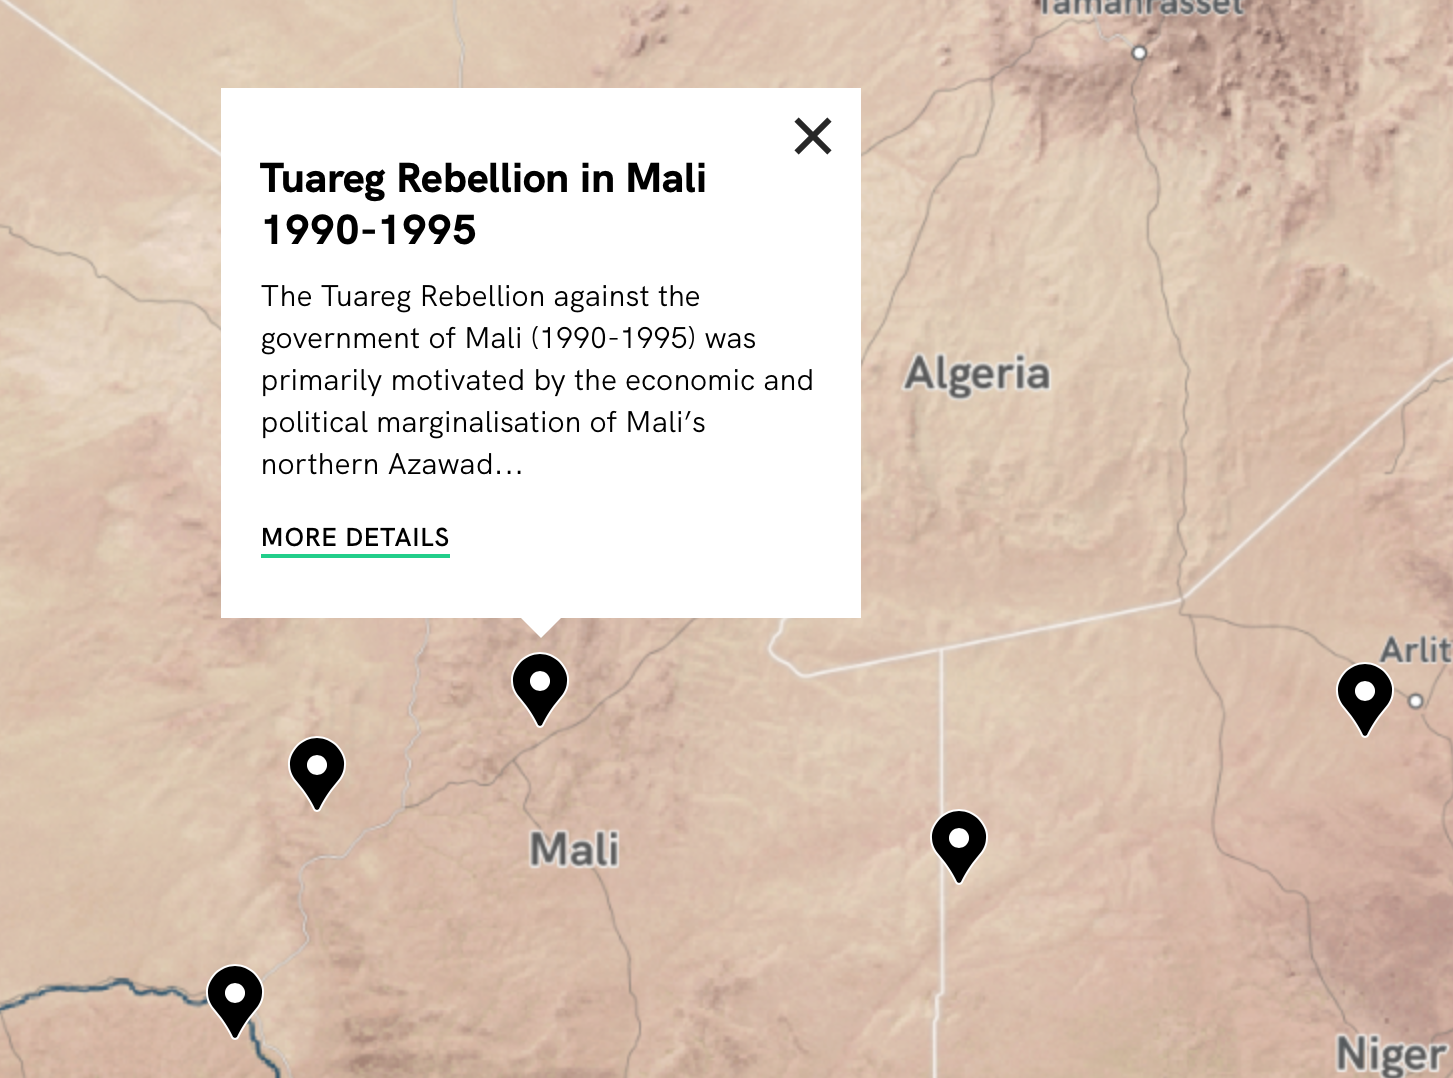 Tamanrasset
Tuareg Rebellion in Mali
1990-1995
The Tuareg Rebellion against the
government of Mali (1990-1995) was
primarily motivated by the economic and
political marginalisation of Mali’s
northern Azawad...
MORE DETAILS
Algeria
Arlit
Mali
Niger